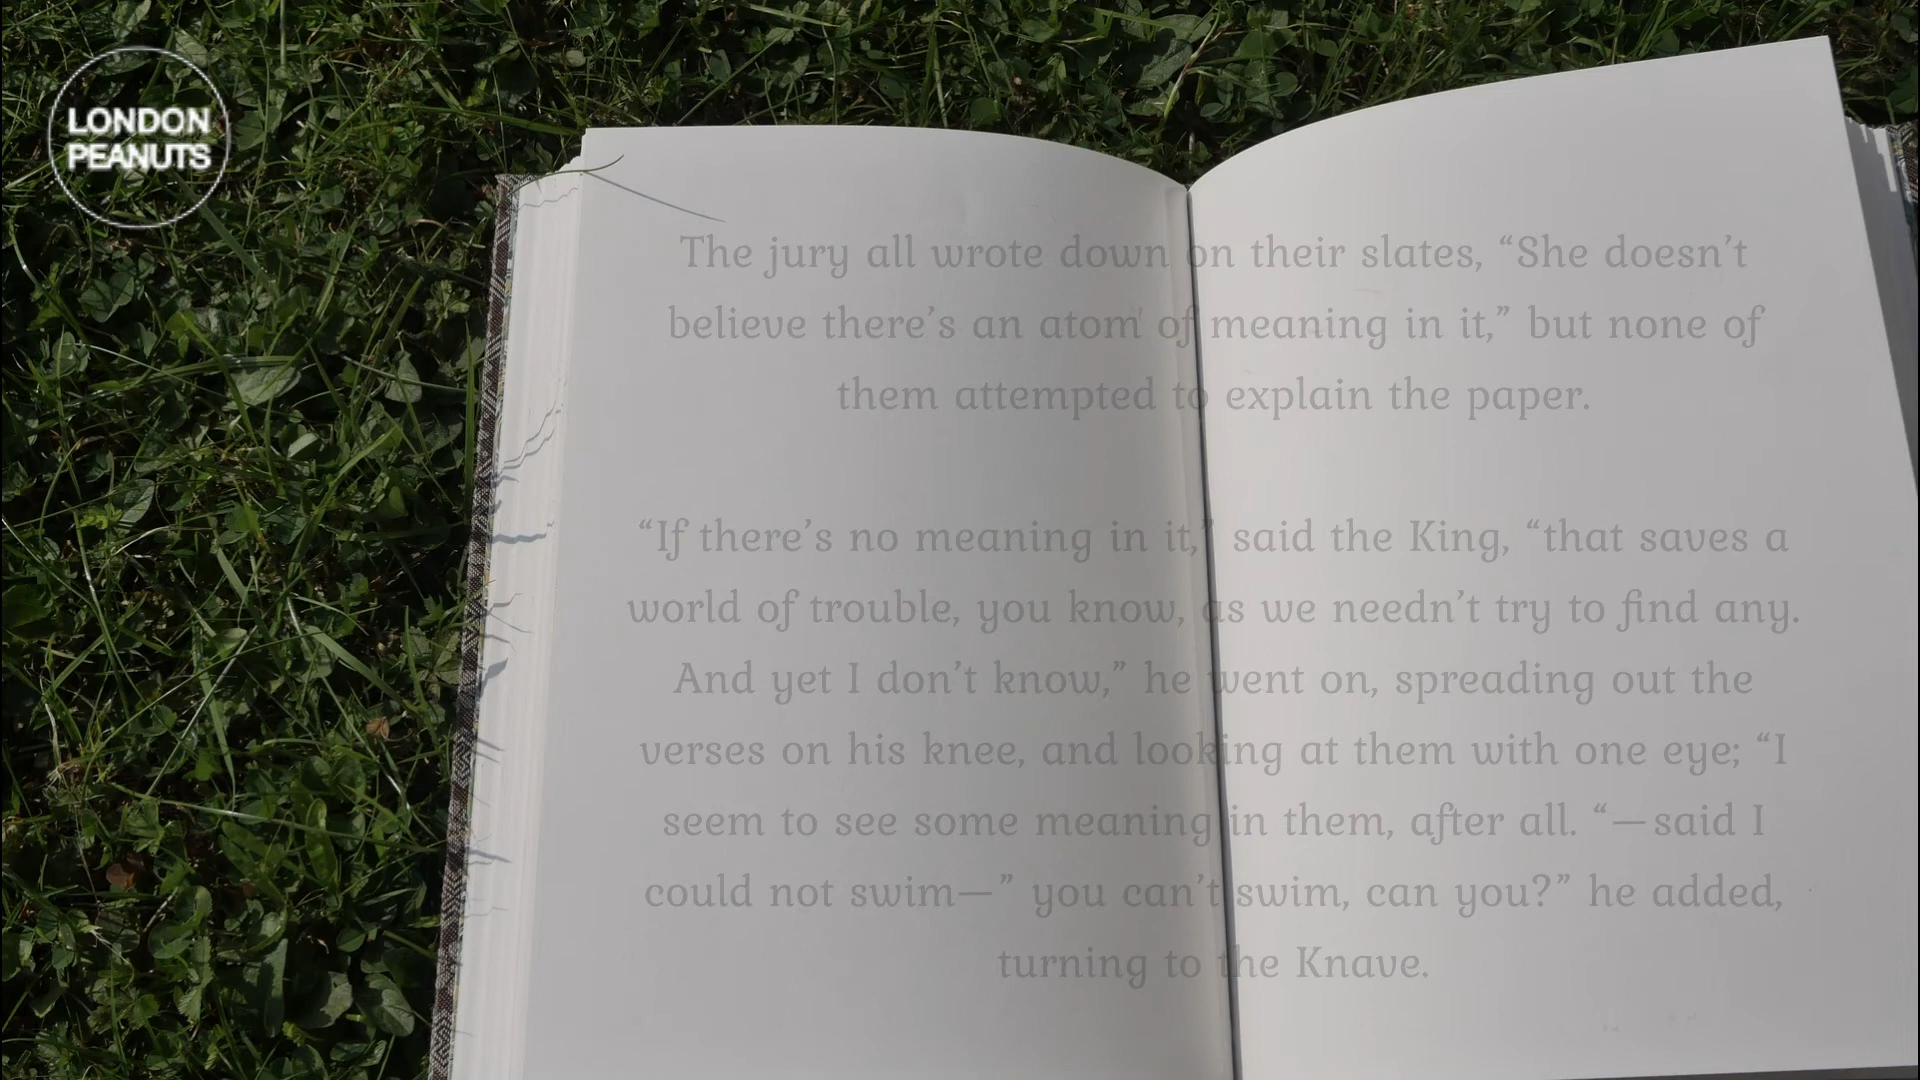 LONDON
PEANUTS
The jury all wrote down on their slates, “She doesn’t
believe there’s an atom of meaning in it,” but none of
them attempted to explain the paper.
“If there’s no meaning in it,” said the King, “that saves a
world of trouble, you know, as we needn’t try to find any.
And yet I don’t know,” he went on, spreading out the
verses on his knee, and looking at them with one eye; “I
seem to see some meaning in them, after all. “—said I
could not swim—” you can’t swim, can you?” he added,
turning to the Knave.